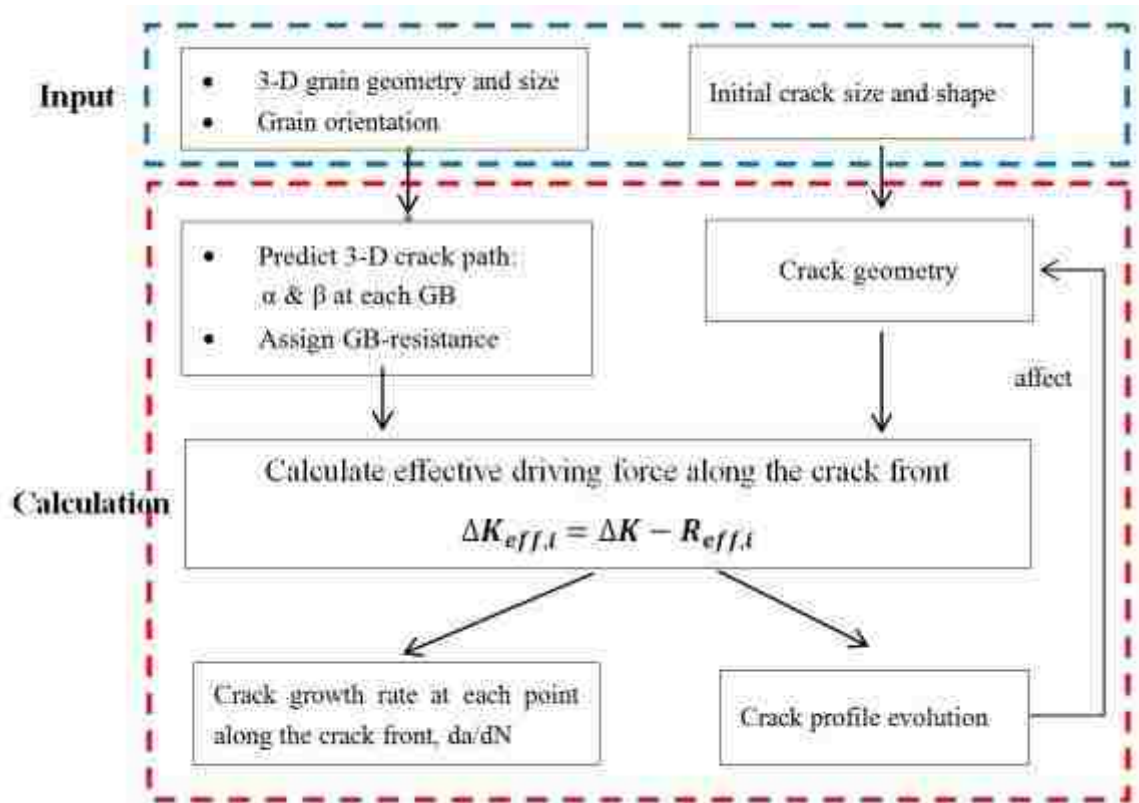 Input
• 3-D grain geometry and size
• Grain orientation
Initial crack size and shape
• Predict 3-D crack path:
α & β at each GB
• Assign GB-resistance
Crack geometry
affect
Calculation
Calculate effective driving force along the crack front
ΔK_eff,i = ΔK − R_eff,i
Crack growth rate at each point
along the crack front, da/dN
Crack profile evolution